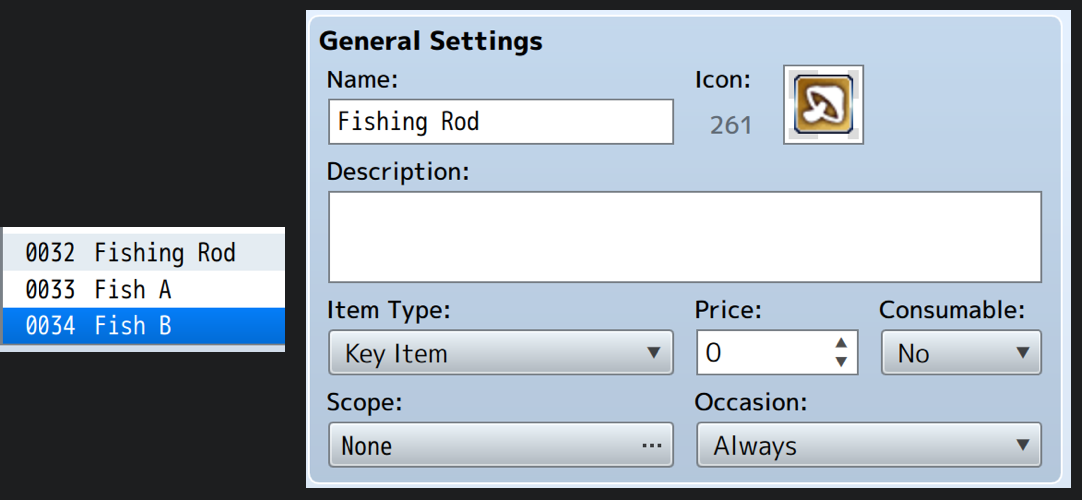 General Settings
Name:
Icon:
Fishing Rod
261
Description:
0032 Fishing Rod
0033 Fish A
0034 Fish B
Item Type:
Price:
Consumable:
Key Item
0
No
Scope:
Occasion:
None
...
Always